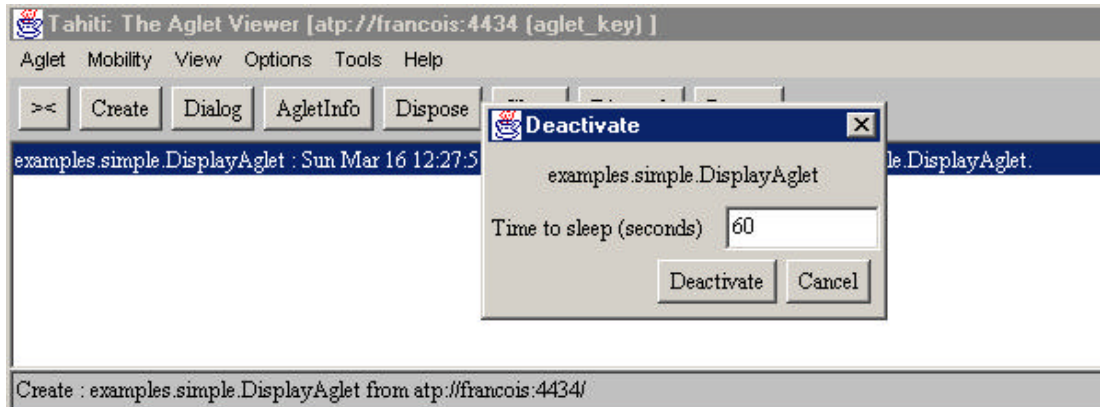 Tahiti: The Aglet Viewer [atp://francois:4434 (aglet_key) ]
Aglet Mobility View Options Tools Help
>< Create Dialog AgletInfo Dispose
Deactivate
examples.simple.DisplayAglet : Sun Mar 16 12:27:5 le.DisplayAglet.
examples.simple.DisplayAglet
Time to sleep (seconds) 60
Deactivate Cancel
Create : examples.simple.DisplayAglet from atp://francois:4434/